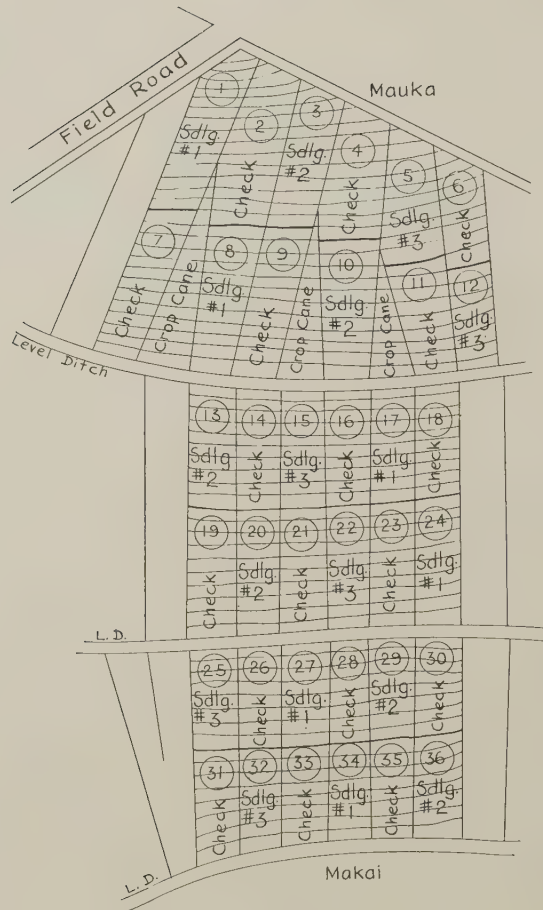 Field Road
Mauka
1
Sdlg.
#1
2
Check
3
Sdlg.
#2
4
Check
5
Sdlg.
#3
6
Check
7
Check
Crop Cane
8
Sdlg.
#1
9
Check
Crop Cane
10
Sdlg.
#2
Crop Cane
11
Check
12
Sdlg.
#3
Level Ditch
13
Sdlg.
#2
14
Check
15
Sdlg.
#3
16
Check
17
Sdlg.
#1
18
Check
19
Check
20
Sdlg.
#2
21
Check
22
Sdlg.
#3
23
Check
24
Sdlg.
#1
L.D.
25
Sdlg.
#3
26
Check
27
Sdlg.
#1
28
Check
29
Sdlg.
#2
30
Check
31
Check
32
Sdlg.
#3
33
Check
34
Sdlg.
#1
35
Check
36
Sdlg.
#2
L.D.
Makai